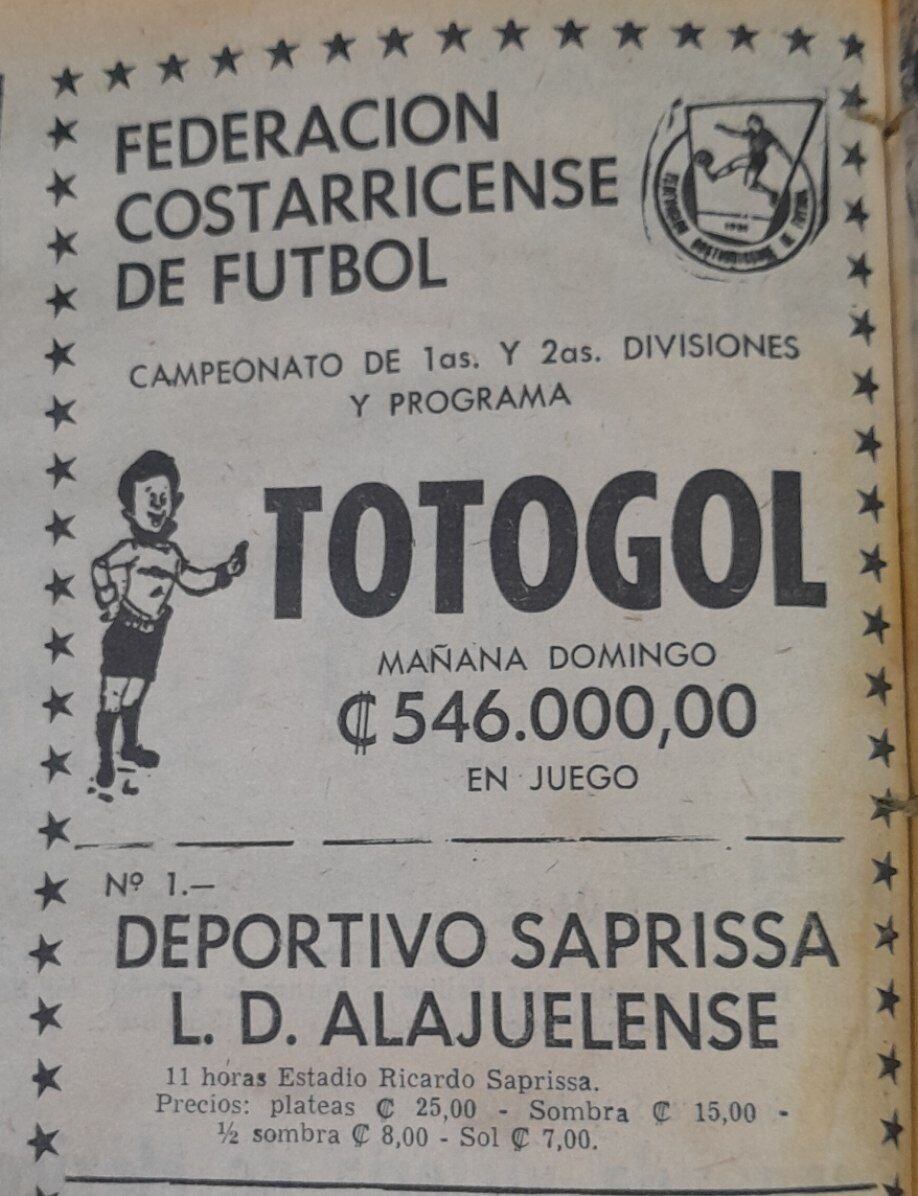 FEDERACION
COSTARRICENSE
DE FUTBOL
CAMPEONATO DE 1as. Y 2as. DIVISIONES
Y PROGRAMA
TOTOGOL
MAÑANA DOMINGO
₡ 546.000,00
EN JUEGO
Nº 1.—
DEPORTIVO SAPRISSA
L. D. ALAJUELENSE
11 horas Estadio Ricardo Saprissa.
Precios: plateas ₡ 25,00 - Sombra ₡ 15,00 -
½ sombra ₡ 8,00 - Sol ₡ 7,00.